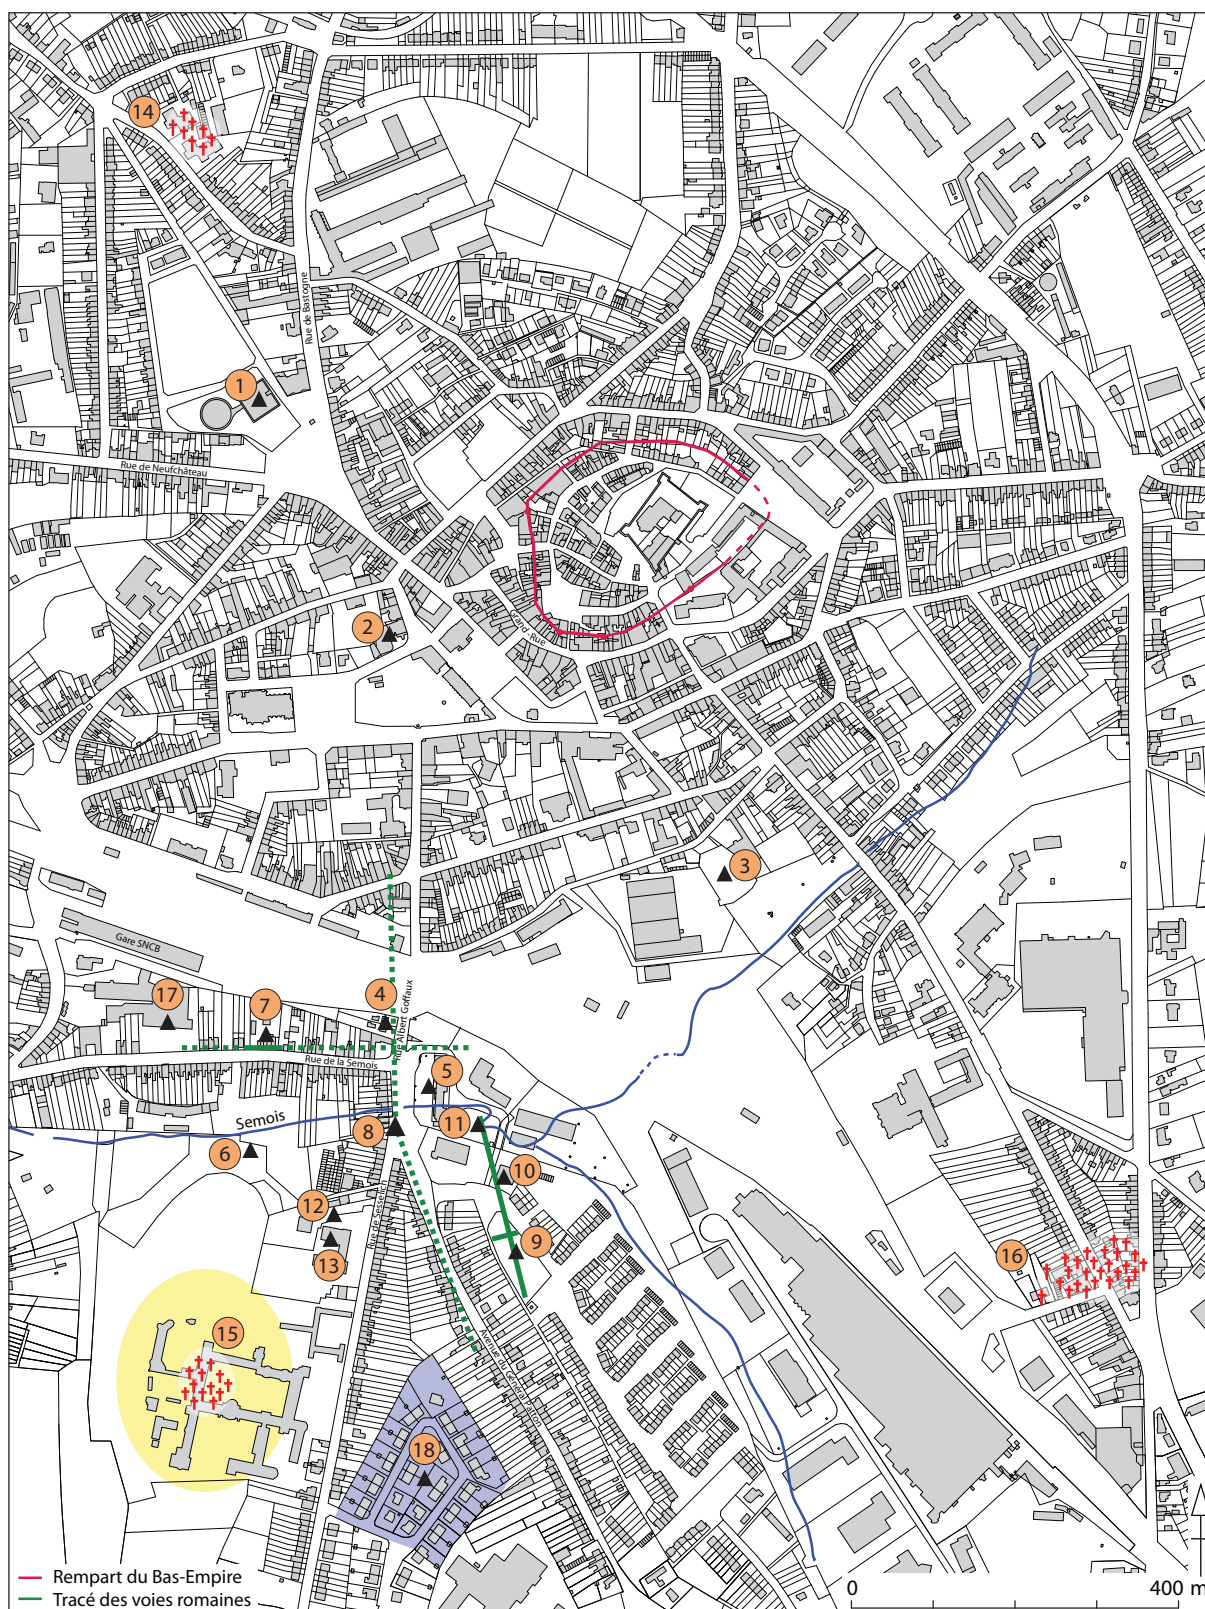 14
Rue de Bastogne
1
Rue de Neufchâteau
2
Grand-Rue
3
Gare SNCB
17
7
4
Rue Albert Goffaux
Rue de la Semois
5
Semois
8
11
6
10
12
Rue de Sesselich
13
9
16
15
Avenue du Général Patton
18
Rempart du Bas-Empire
Tracé des voies romaines
0
400 m